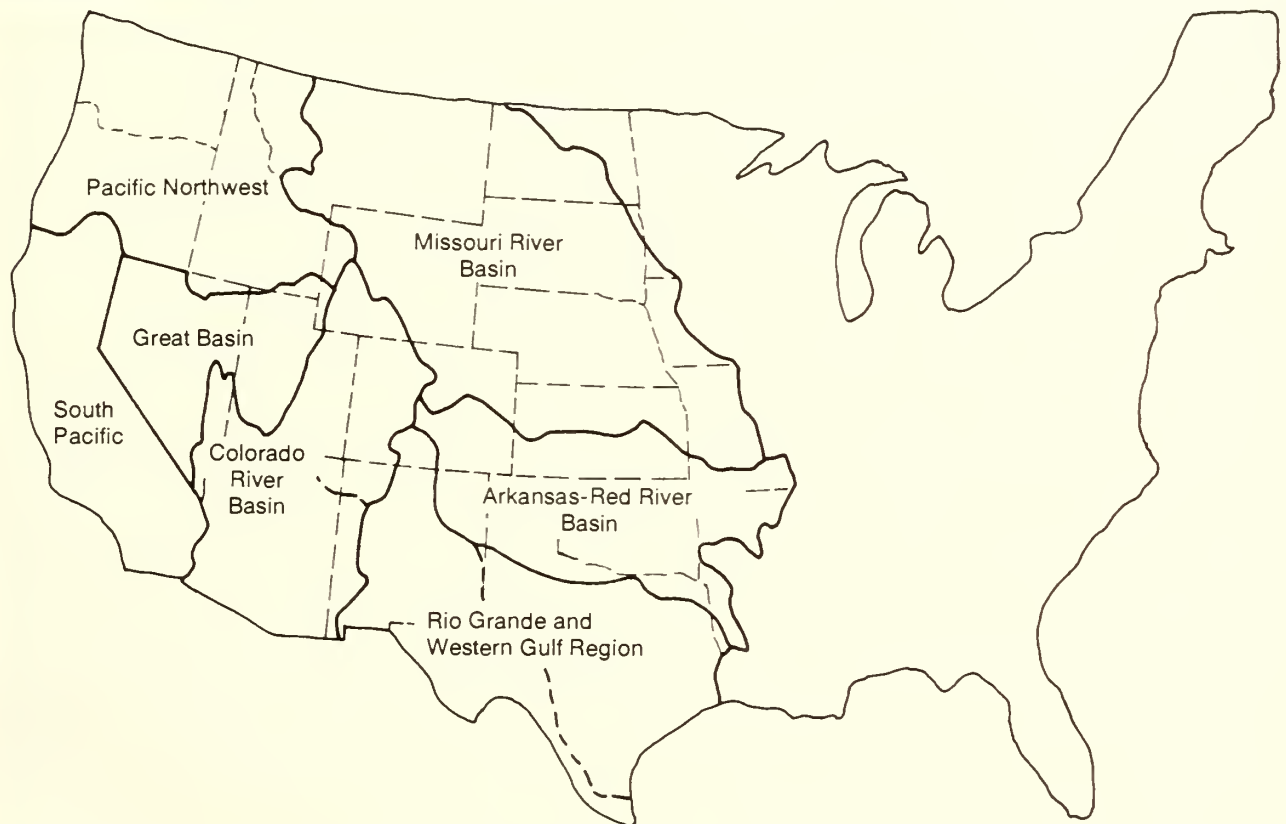 Pacific Northwest
Missouri River
Basin
Great Basin
South
Pacific
Colorado
River
Basin
Arkansas-Red River
Basin
Rio Grande and
Western Gulf Region